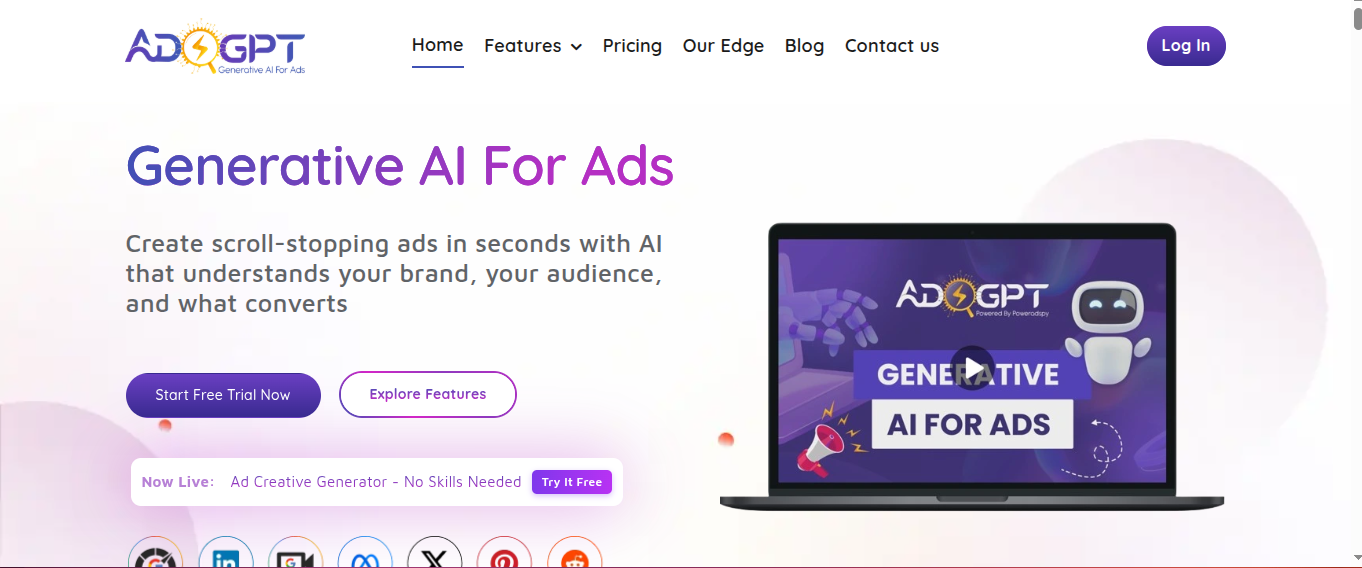 ADGPT
Generative AI For Ads
Home
Features
Pricing
Our Edge
Blog
Contact us
Log In
Generative AI For Ads
Create scroll-stopping ads in seconds with AI
that understands your brand, your audience,
and what converts
Start Free Trial Now
Explore Features
Now Live: Ad Creative Generator - No Skills Needed
Try It Free
ADGPT
Powered By Poweradspy
GENERATIVE
AI FOR ADS